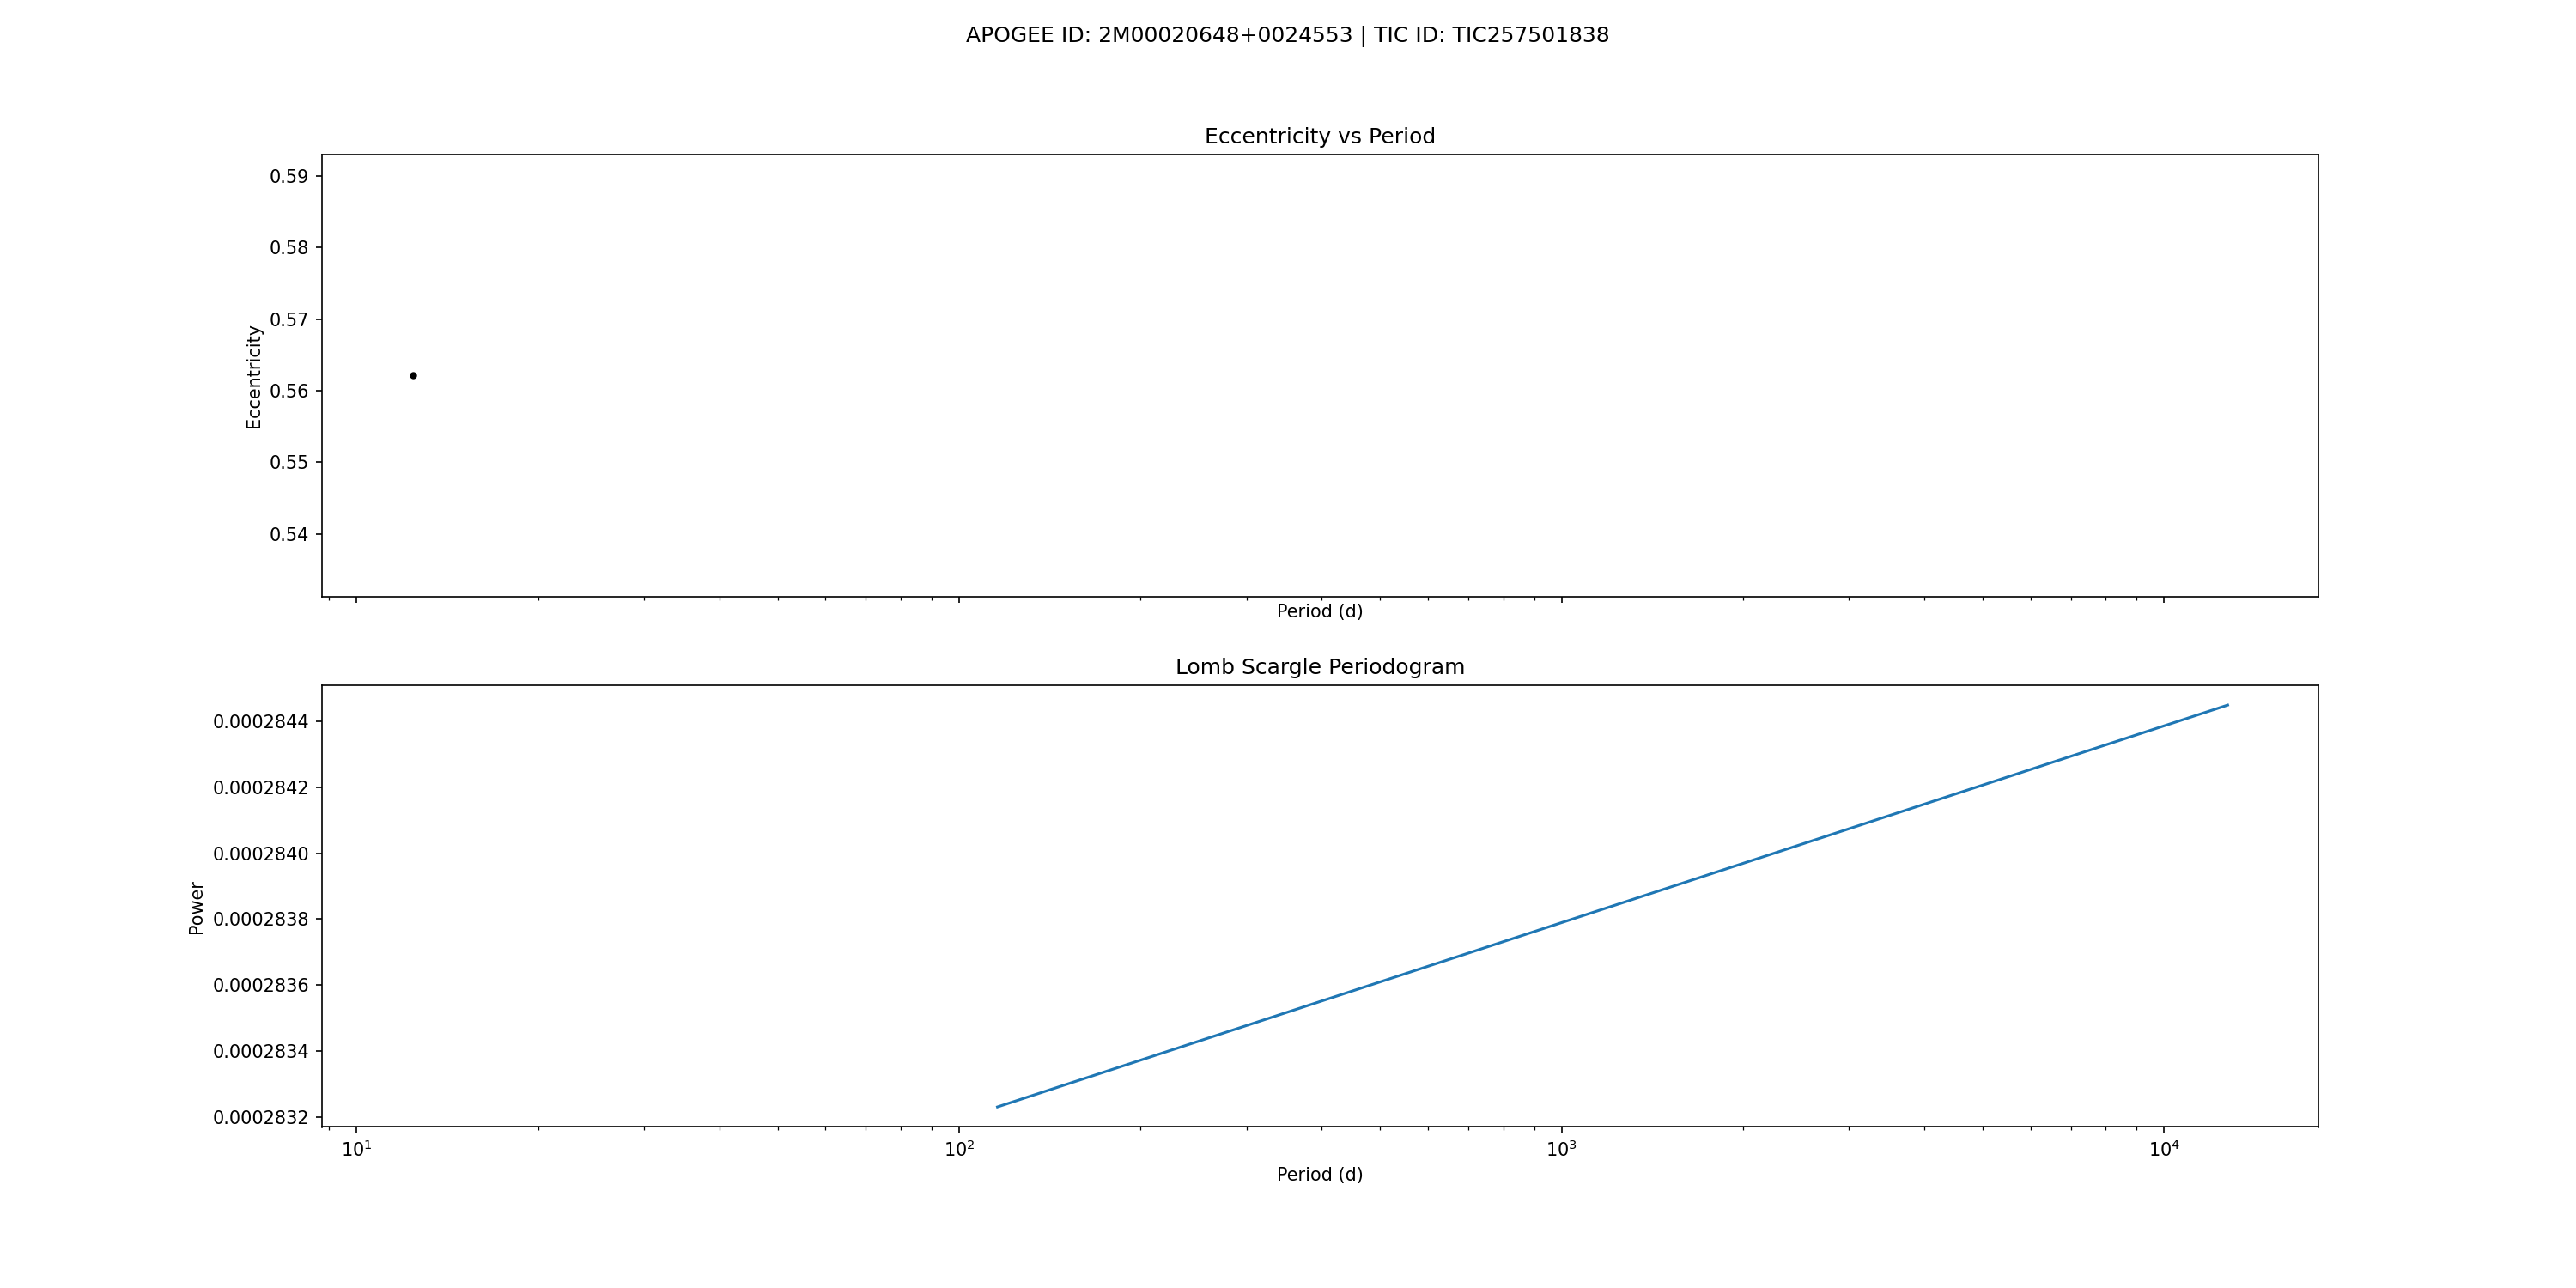 APOGEE ID: 2M00020648+0024553 | TIC ID: TIC257501838
Eccentricity vs Period
0.59
0.58
0.57
0.56
0.55
0.54
Eccentricity
Period (d)
Lomb Scargle Periodogram
0.0002844
0.0002842
0.0002840
0.0002838
0.0002836
0.0002834
0.0002832
Power
10¹ 10² 10³ 10⁴
Period (d)